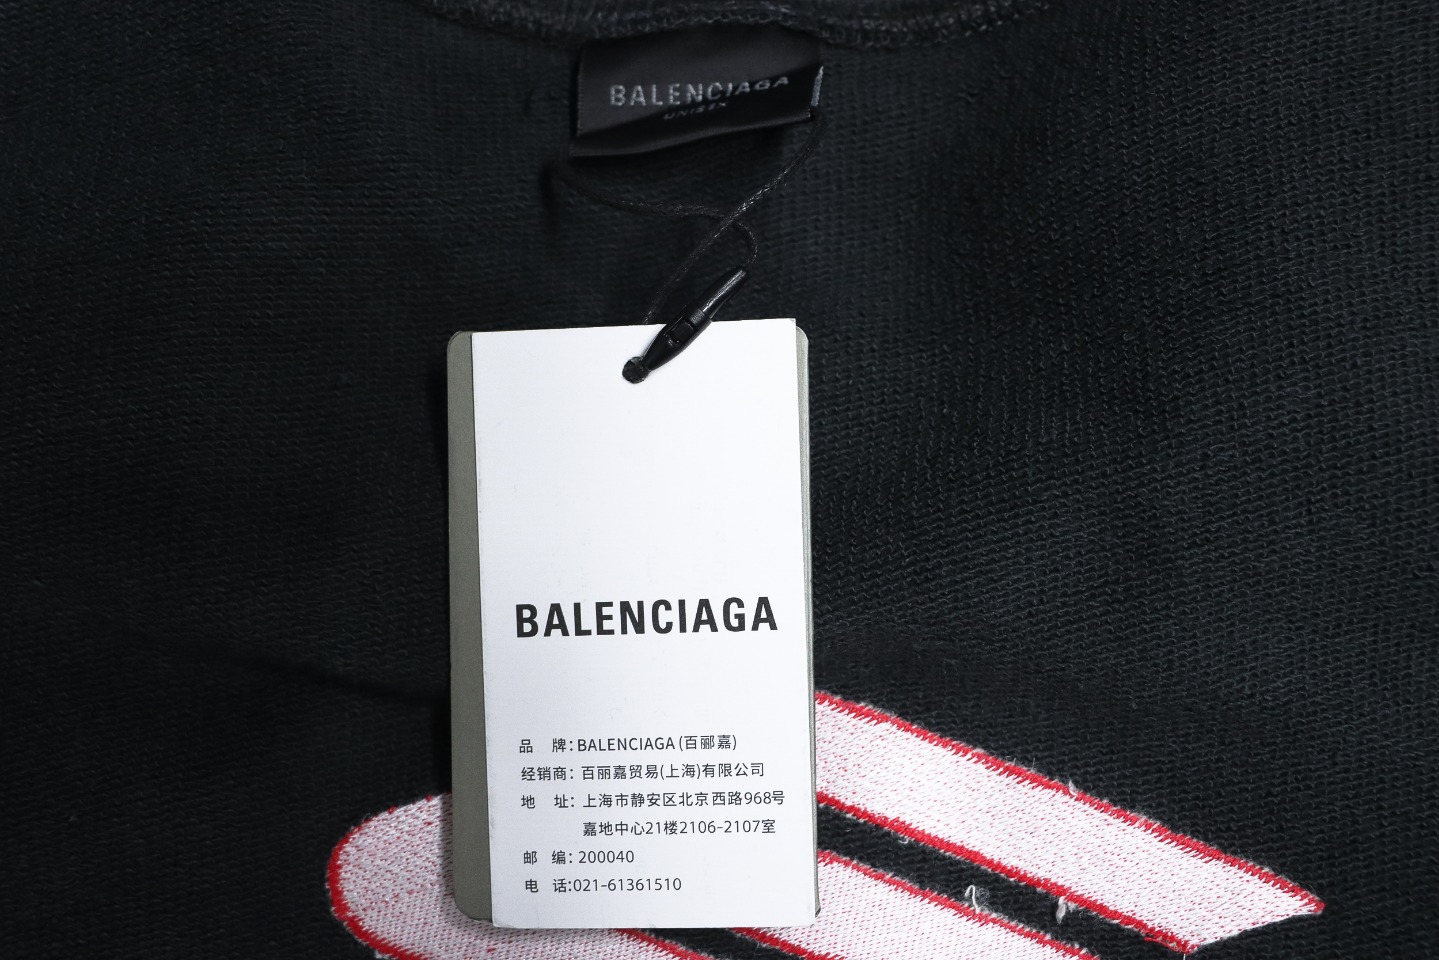 BALENCIAGA
UNISEX
BALENCIAGA
品 牌：BALENCIAGA (百郦嘉)
经销商：百丽嘉贸易(上海)有限公司
地 址：上海市静安区北京西路968号
嘉地中心21楼2106-2107室
邮 编：200040
电 话:021-61361510